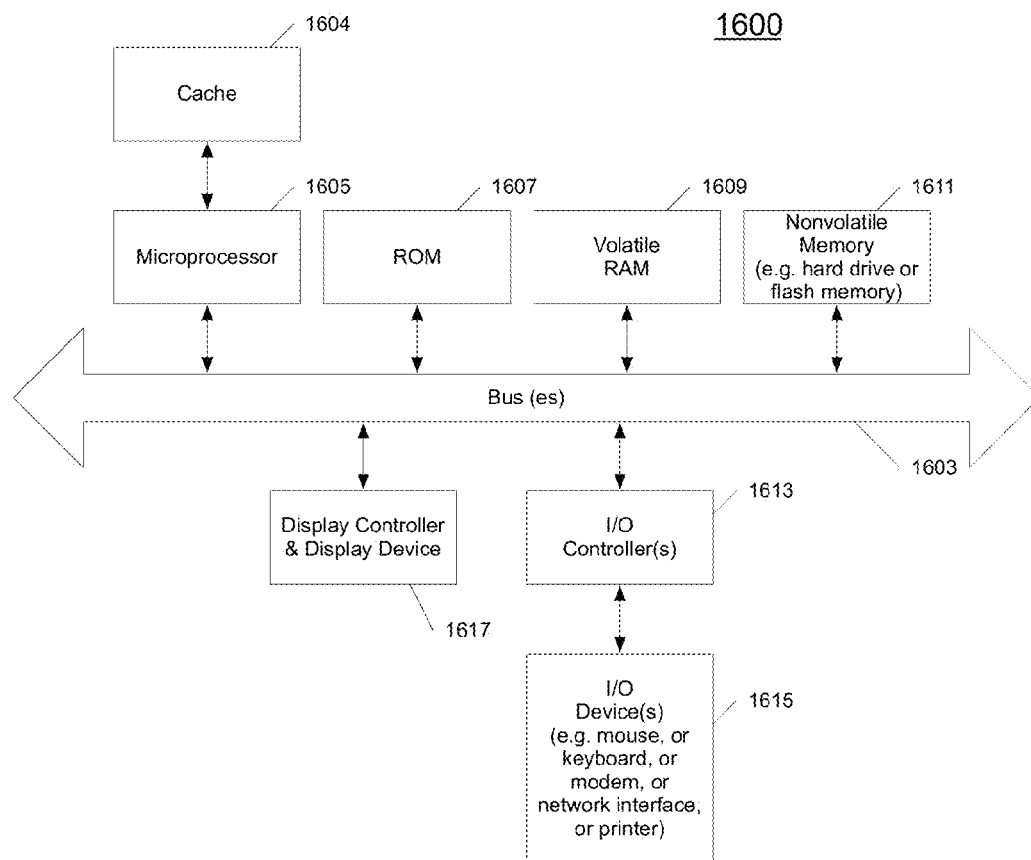 1604
1600
Cache
1605
1607
1609
1611
Microprocessor
ROM
Volatile
RAM
Nonvolatile
Memory
(e.g. hard drive or
flash memory)
Bus (es)
1603
1613
Display Controller
& Display Device
I/O
Controller(s)
1617
1615
I/O
Device(s)
(e.g. mouse, or
keyboard, or
modem, or
network interface,
or printer)